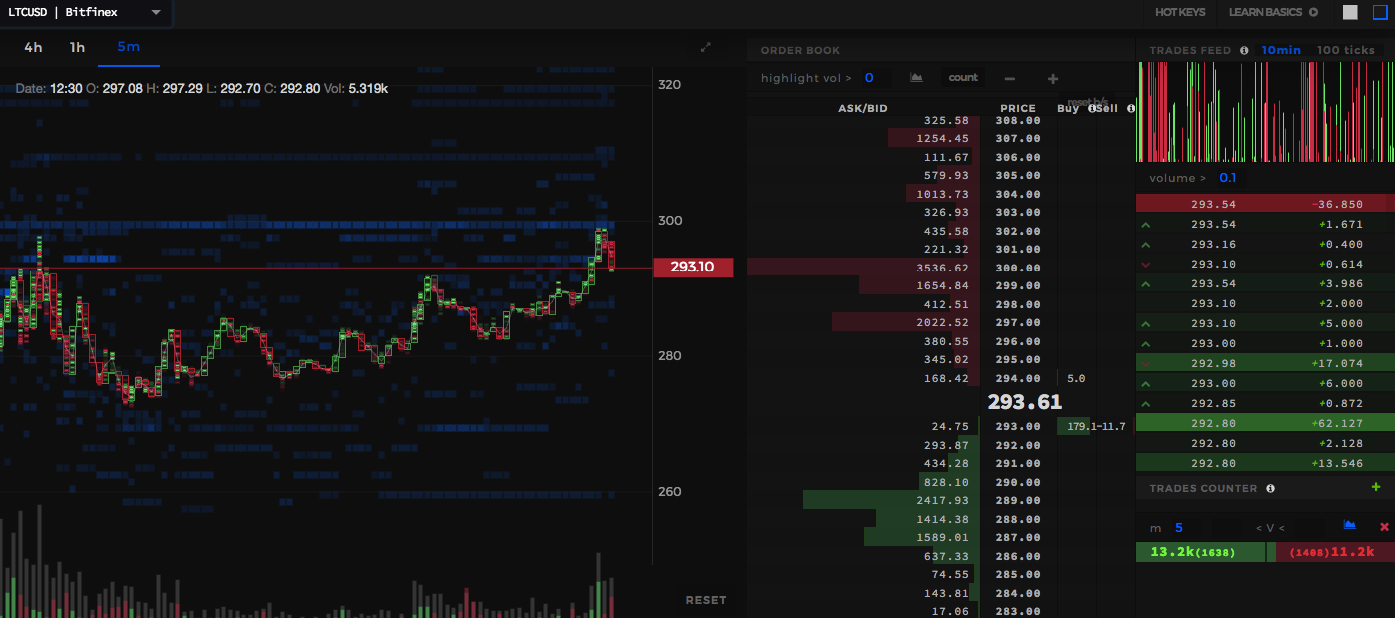 LTCUSD | Bitfinex
HOT KEYS LEARN BASICS
4h 1h 5m
Date: 12:30 O: 297.08 H: 297.29 L: 292.70 C: 292.80 Vol: 5.319k
320
300
293.10
280
260
RESET
ORDER BOOK
highlight vol > 0 count − +
reset b/s
ASK/BID PRICE Buy Sell
325.58 308.00
1254.45 307.00
111.67 306.00
579.93 305.00
1013.73 304.00
326.93 303.00
435.58 302.00
221.32 301.00
3536.62 300.00
1654.84 299.00
412.51 298.00
2022.52 297.00
380.55 296.00
345.02 295.00
168.42 294.00 5.0
293.61
24.75 293.00 179.1-11.7
293.87 292.00
434.28 291.00
828.10 290.00
2417.93 289.00
1414.38 288.00
1589.01 287.00
637.33 286.00
74.55 285.00
143.81 284.00
17.06 283.00
TRADES FEED 10min 100 ticks
volume > 0.1
293.54 -36.850
293.54 +1.671
293.16 +0.400
293.10 +0.614
293.54 +3.986
293.10 +2.000
293.10 +5.000
293.00 +1.000
292.98 +17.074
293.00 +6.000
292.85 +0.872
292.80 +62.127
292.80 +2.128
292.80 +13.546
TRADES COUNTER +
m 5 < V <
13.2k(1638) (1408)11.2k